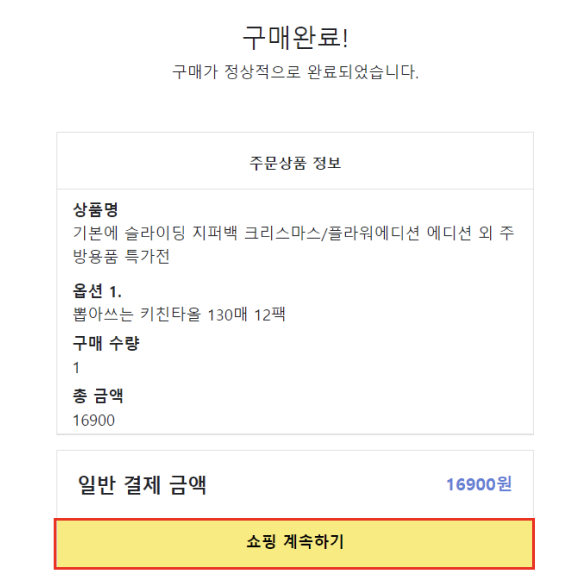 구매완료!
구매가 정상적으로 완료되었습니다.
주문상품 정보
상품명
기본에 슬라이딩 지퍼백 크리스마스/플라워에디션 에디션 외 주
방용품 특가전
옵션 1.
뽑아쓰는 키친타올 130매 12팩
구매 수량
1
총 금액
16900
일반 결제 금액 16900원
쇼핑 계속하기